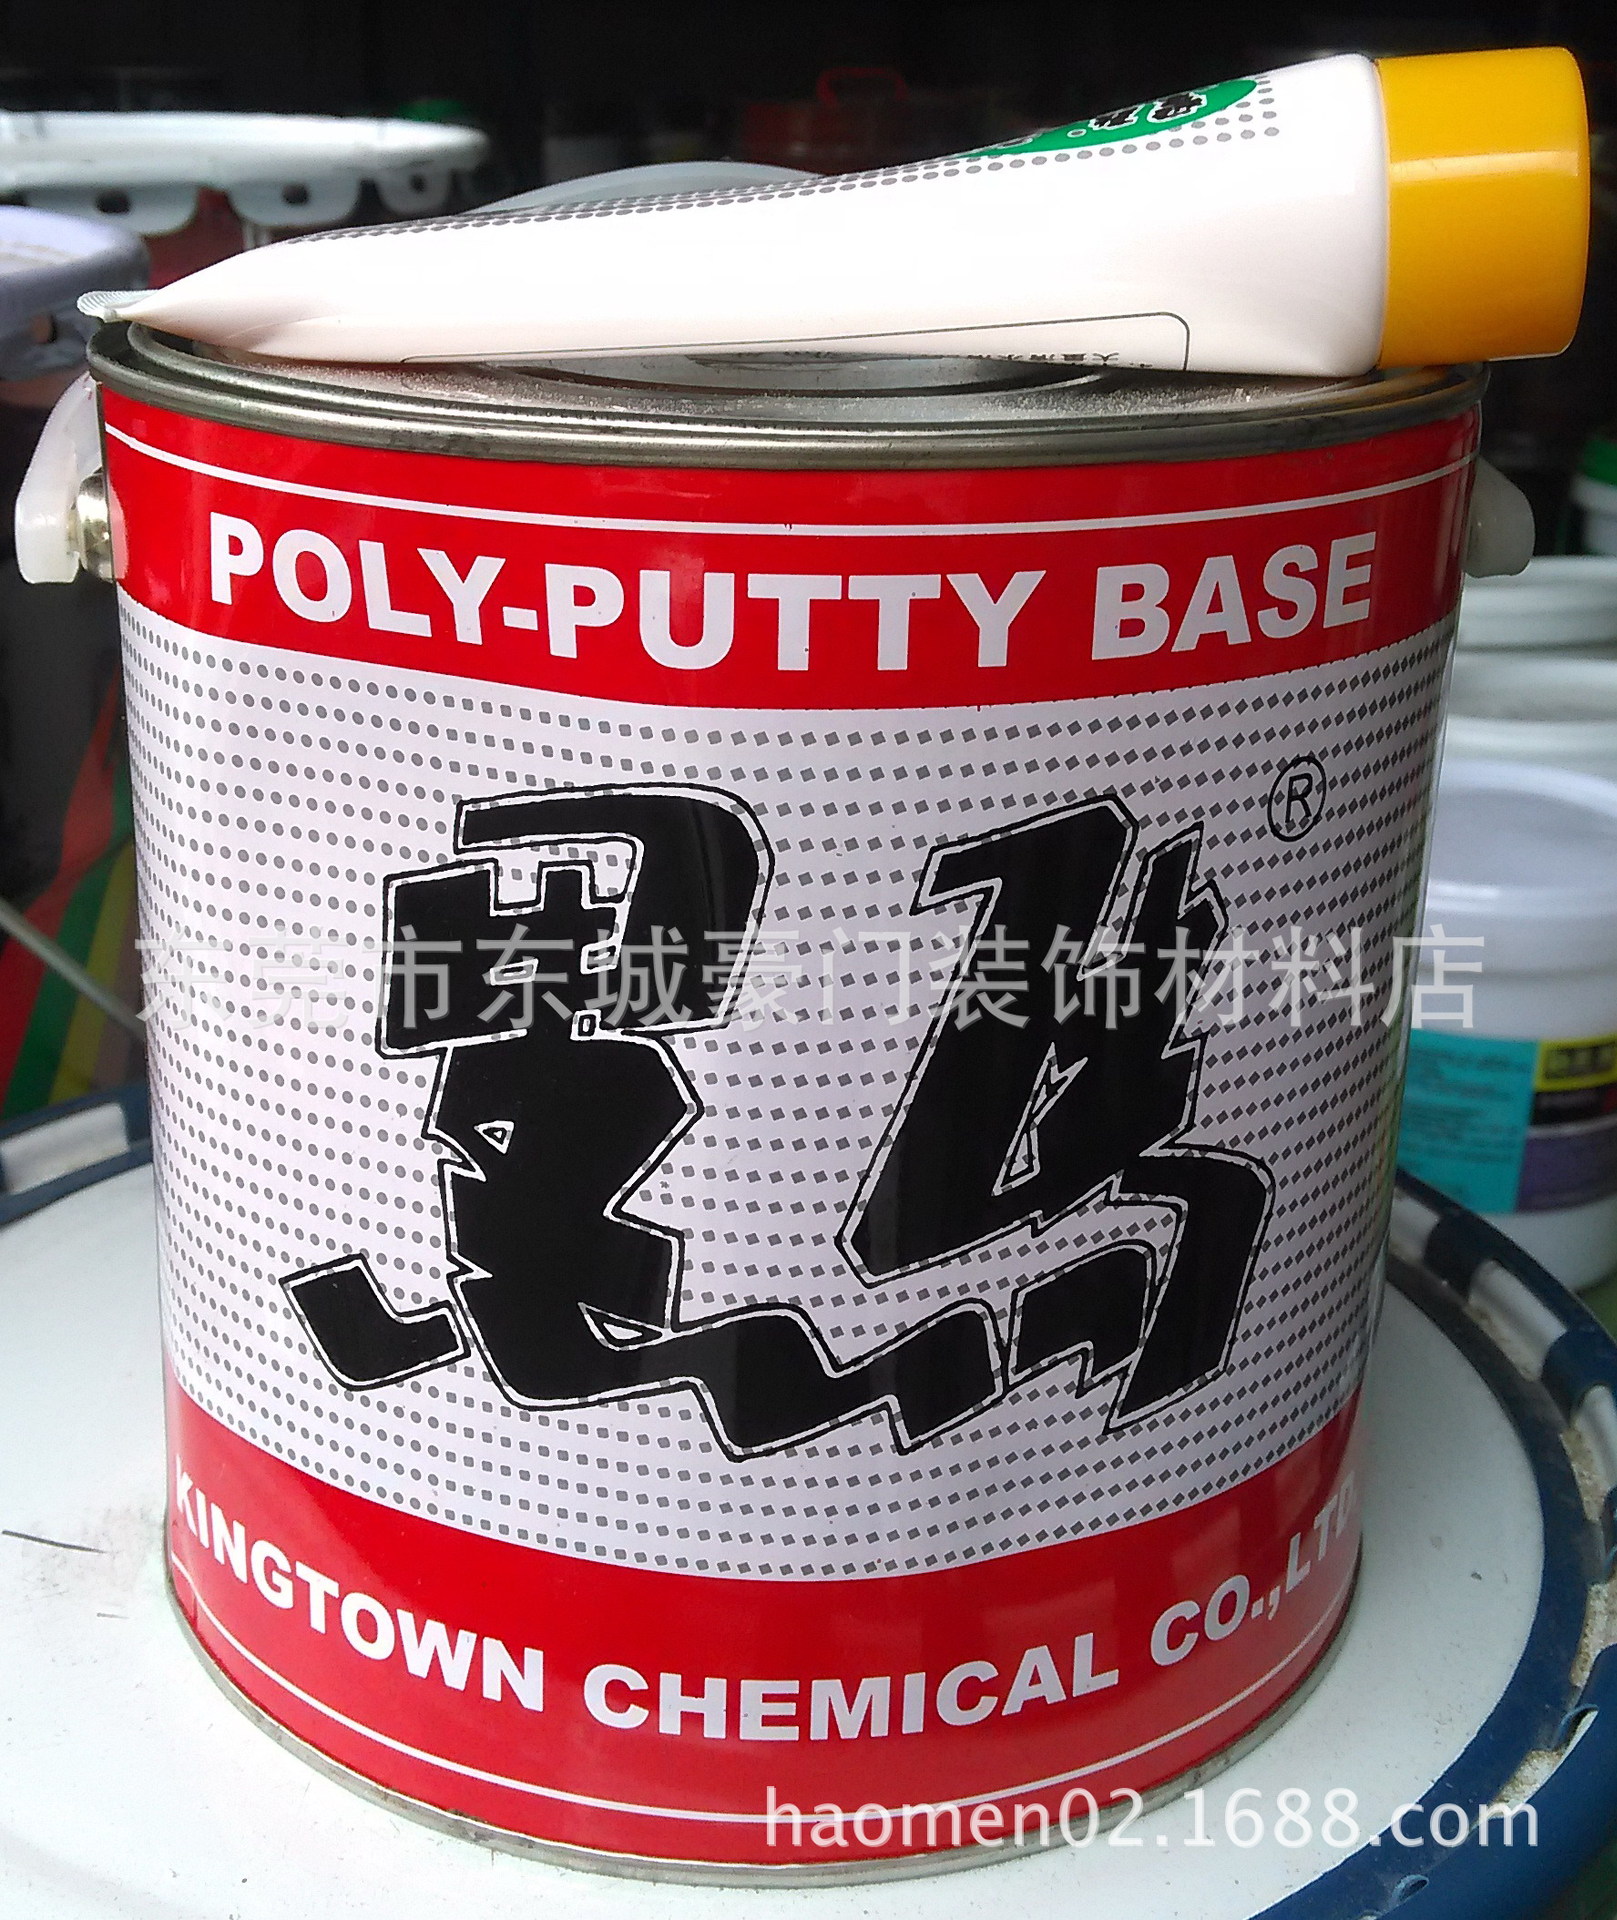 POLY-PUTTY BASE
®
东莞市东城豪门装饰材料店
KINGTOWN CHEMICAL CO.,LTD
haomen02.1688.com